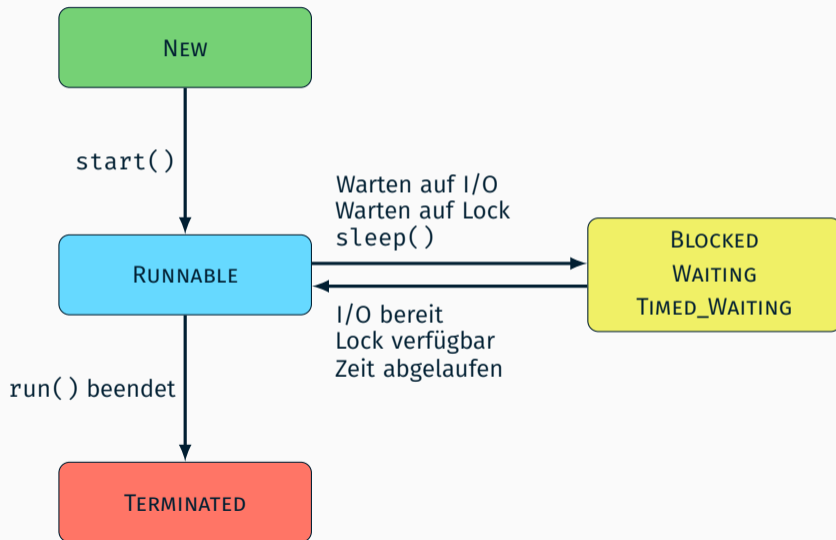 New
start()
Warten auf I/O
Warten auf Lock
sleep()
Runnable
Blocked
Waiting
Timed_Waiting
I/O bereit
Lock verfügbar
Zeit abgelaufen
run() beendet
Terminated